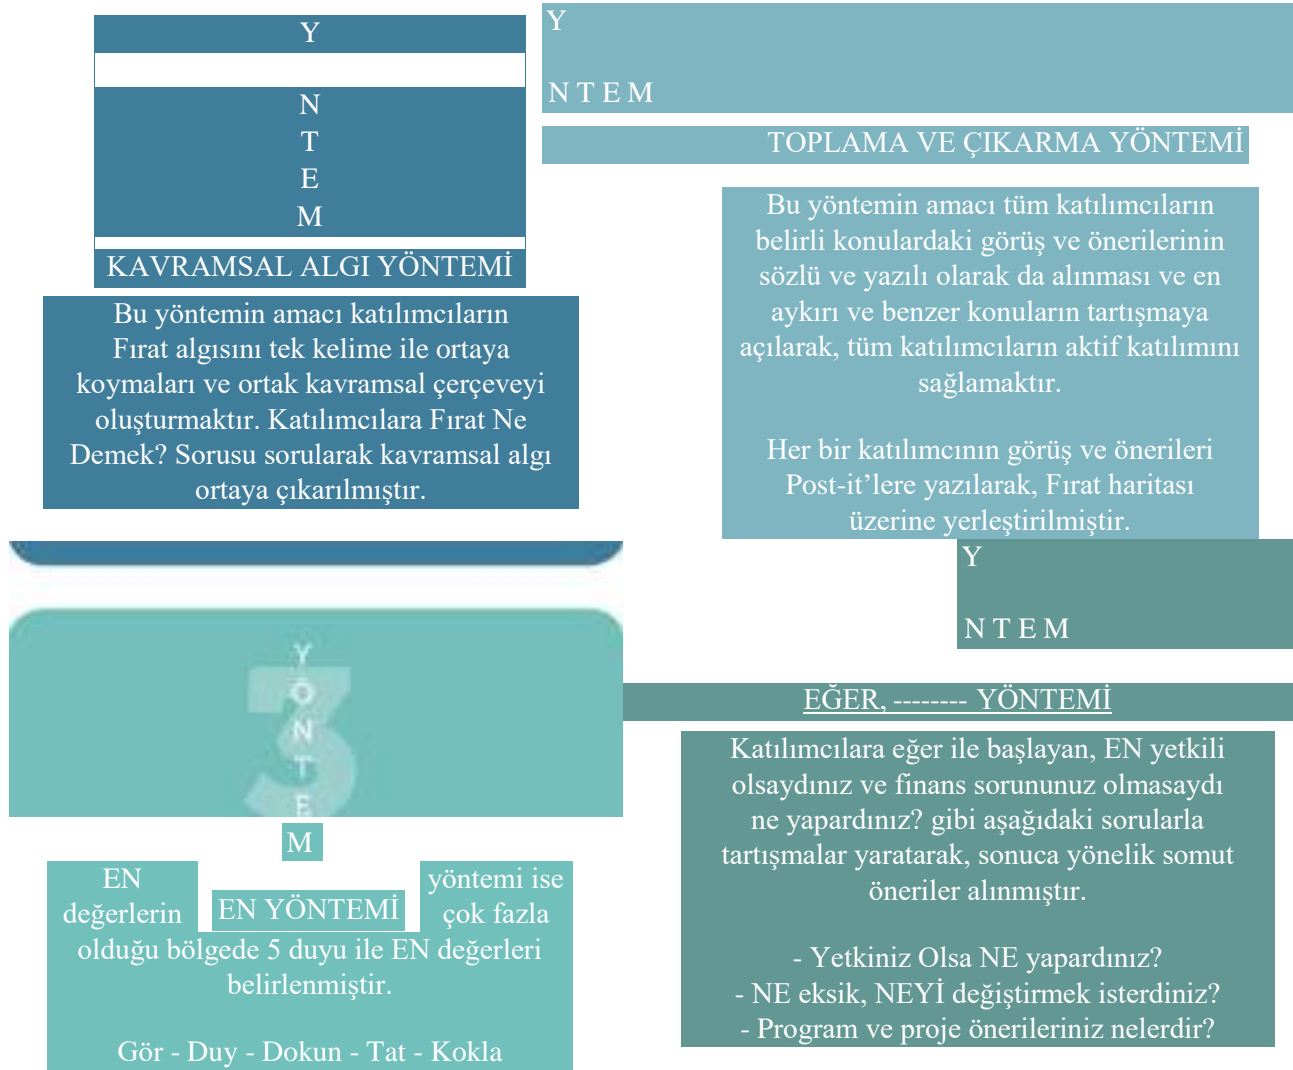 Y
N
T
E
M
KAVRAMSAL ALGI YÖNTEMİ
Bu yöntemin amacı katılımcıların
Fırat algısını tek kelime ile ortaya
koymaları ve ortak kavramsal çerçeveyi
oluşturmaktır. Katılımcılara Fırat Ne
Demek? Sorusu sorularak kavramsal algı
ortaya çıkarılmıştır.
Y
N T E M
TOPLAMA VE ÇIKARMA YÖNTEMİ
Bu yöntemin amacı tüm katılımcıların
belirli konulardaki görüş ve önerilerinin
sözlü ve yazılı olarak da alınması ve en
aykırı ve benzer konuların tartışmaya
açılarak, tüm katılımcıların aktif katılımını
sağlamaktır.
Her bir katılımcının görüş ve önerileri
Post-it’lere yazılarak, Fırat haritası
üzerine yerleştirilmiştir.
3
Y
Ö
N
T
E
M
EN YÖNTEMİ
EN yöntemi ise
değerlerin çok fazla
olduğu bölgede 5 duyu ile EN değerleri
belirlenmiştir.
Gör - Duy - Dokun - Tat - Kokla
Y
N T E M
EĞER, -------- YÖNTEMİ
Katılımcılara eğer ile başlayan, EN yetkili
olsaydınız ve finans sorununuz olmasaydı
ne yapardınız? gibi aşağıdaki sorularla
tartışmalar yaratarak, sonuca yönelik somut
öneriler alınmıştır.
- Yetkiniz Olsa NE yapardınız?
- NE eksik, NEYİ değiştirmek isterdiniz?
- Program ve proje önerileriniz nelerdir?